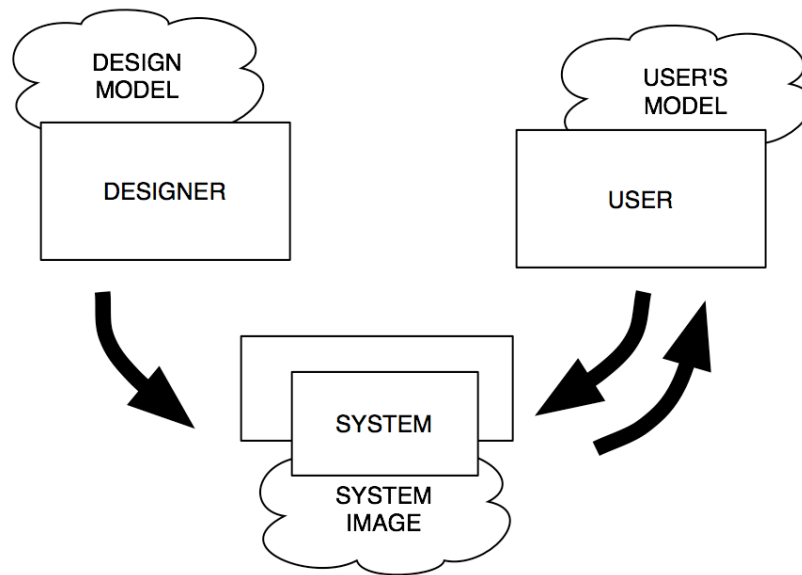 DESIGN
MODEL
DESIGNER
USER'S
MODEL
USER
SYSTEM
SYSTEM
IMAGE